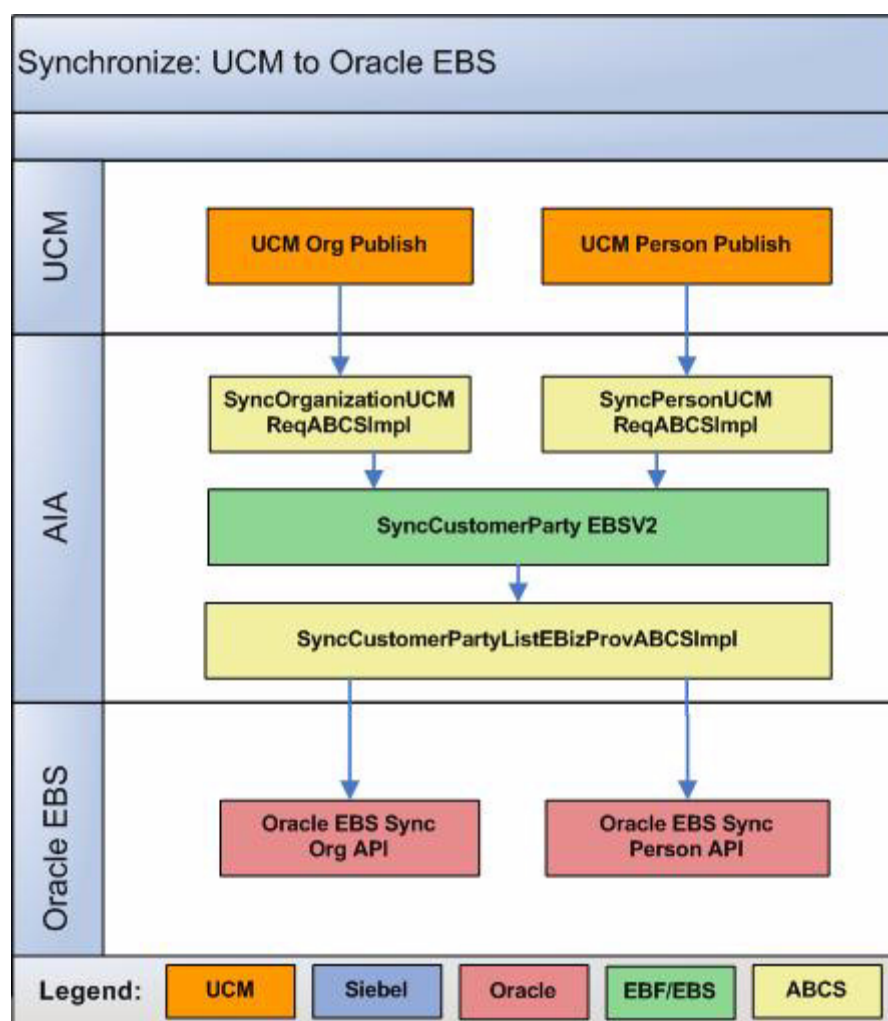 Synchronize: UCM to Oracle EBS
UCM
UCM Org Publish
UCM Person Publish
AIA
SyncOrganizationUCM
ReqABCSImpl
SyncPersonUCM
ReqABCSImpl
SyncCustomerParty EBSV2
SyncCustomerPartyListEBizProvABCSImpl
Oracle EBS
Oracle EBS Sync
Org API
Oracle EBS Sync
Person API
Legend:
UCM
Siebel
Oracle
EBF/EBS
ABCS